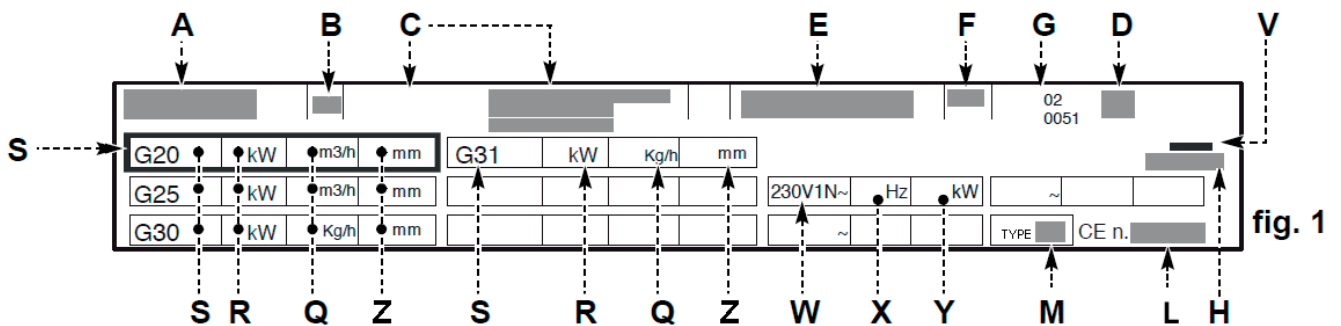 A B C E F G D V
02
0051
S G20 kW m3/h mm G31 kW Kg/h mm
G25 kW m3/h mm 230V1N~ Hz kW ~
G30 kW Kg/h mm ~ TYPE CE n. fig. 1
S R Q Z S R Q Z W X Y M L H